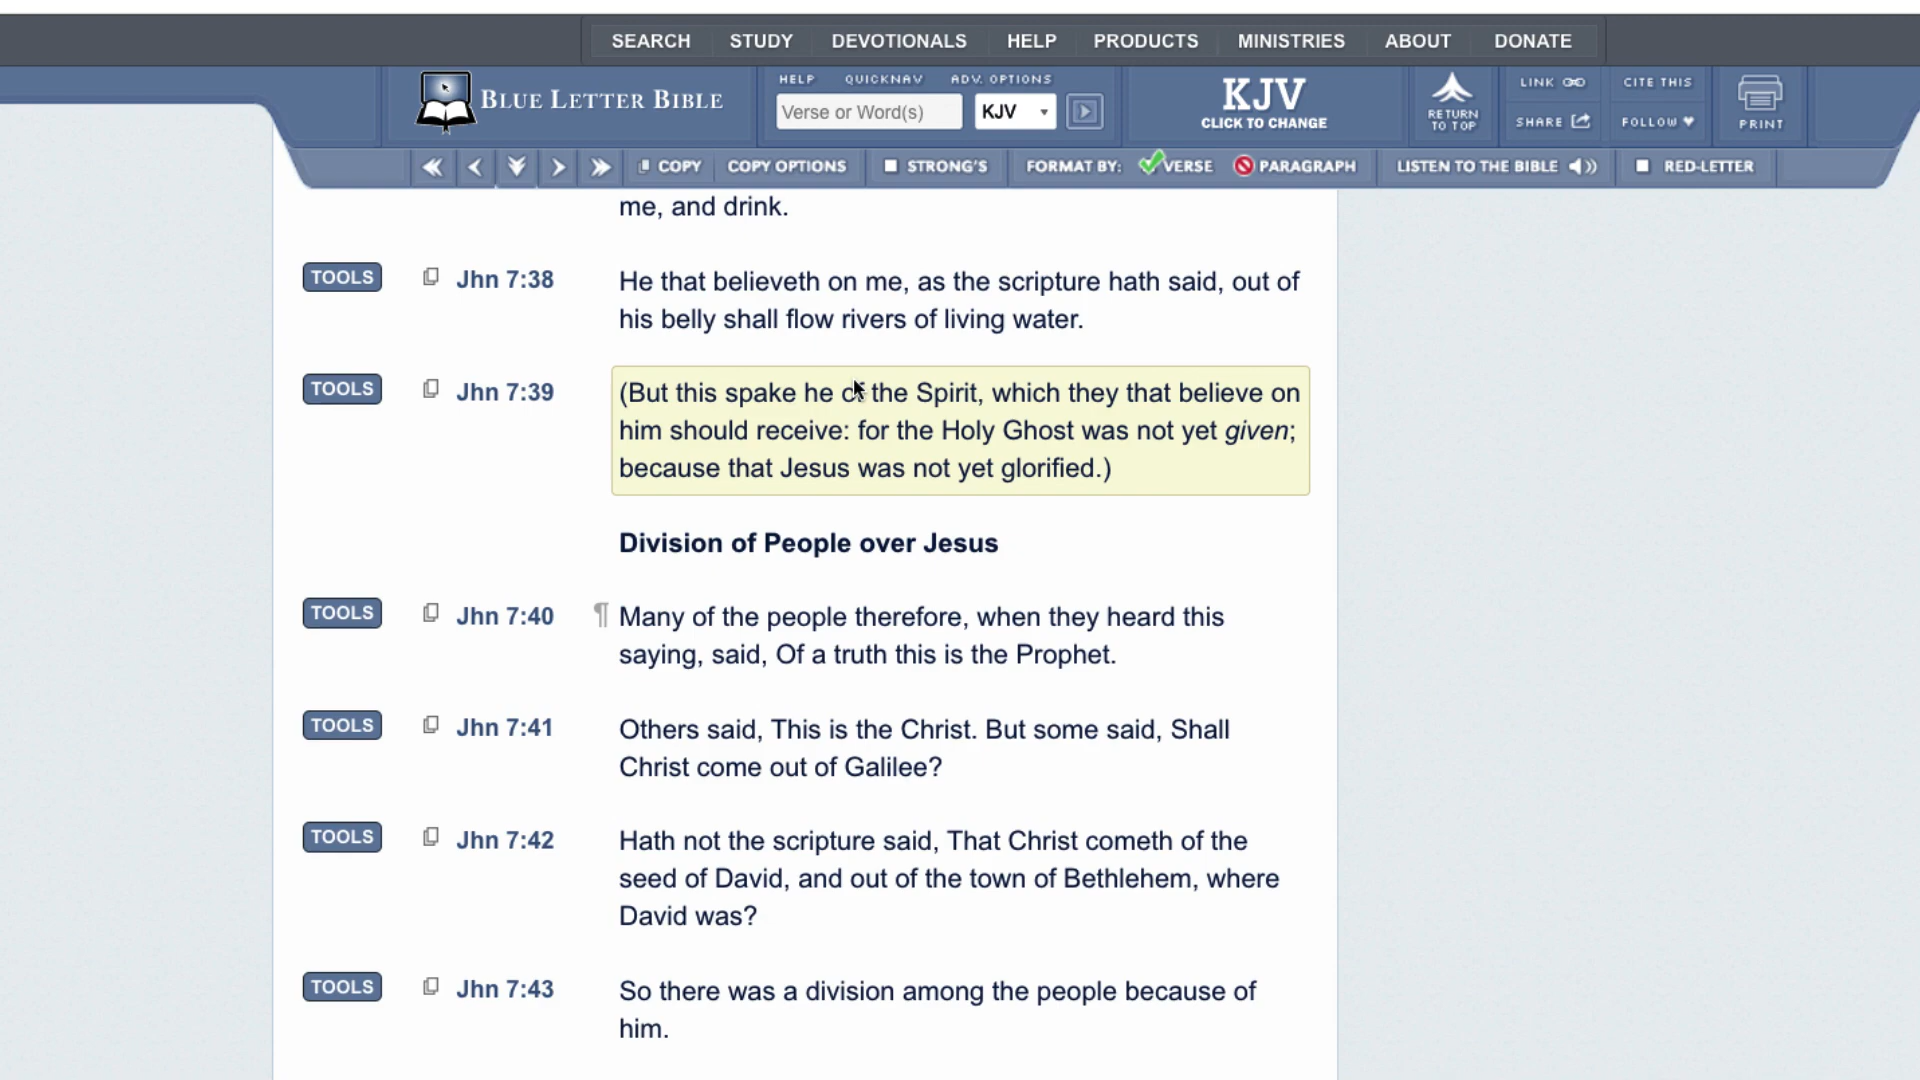 SEARCH STUDY DEVOTIONALS HELP PRODUCTS MINISTRIES ABOUT DONATE
BLUE LETTER BIBLE
HELP QUICKNAV ADV. OPTIONS
Verse or Word(s) KJV
KJV
CLICK TO CHANGE
RETURN
TO TOP
LINK
SHARE
CITE THIS
FOLLOW
PRINT
COPY COPY OPTIONS STRONG'S FORMAT BY: VERSE PARAGRAPH LISTEN TO THE BIBLE RED-LETTER
me, and drink.
TOOLS Jhn 7:38 He that believeth on me, as the scripture hath said, out of
his belly shall flow rivers of living water.
TOOLS Jhn 7:39 (But this spake he of the Spirit, which they that believe on
him should receive: for the Holy Ghost was not yet given;
because that Jesus was not yet glorified.)
Division of People over Jesus
TOOLS Jhn 7:40 ¶ Many of the people therefore, when they heard this
saying, said, Of a truth this is the Prophet.
TOOLS Jhn 7:41 Others said, This is the Christ. But some said, Shall
Christ come out of Galilee?
TOOLS Jhn 7:42 Hath not the scripture said, That Christ cometh of the
seed of David, and out of the town of Bethlehem, where
David was?
TOOLS Jhn 7:43 So there was a division among the people because of
him.